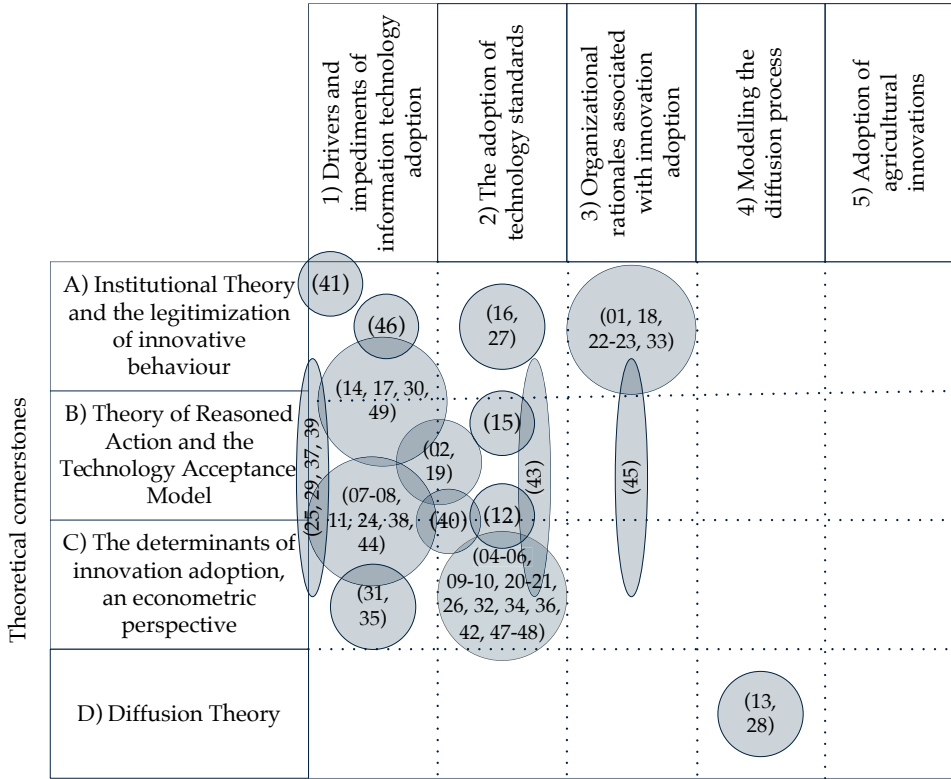 1) Drivers and
impediments of
information technology
adoption
2) The adoption of
technology standards
3) Organizational
rationales associated
with innovation
adoption
4) Modelling the
diffusion process
5) Adoption of
agricultural
innovations
Theoretical cornerstones
A) Institutional Theory
and the legitimization
of innovative
behaviour
(41)
(46)
(16,
27)
(01, 18,
22-23, 33)
(14, 17, 30,
49)
B) Theory of Reasoned
Action and the
Technology Acceptance
Model
(25, 29, 37, 39
(02,
19)
(15)
(43)
(45)
(07-08,
11, 24, 38,
44)
(40)
(12)
C) The determinants of
innovation adoption,
an econometric
perspective
(31,
35)
(04-06,
09-10, 20-21,
26, 32, 34, 36,
42, 47-48)
D) Diffusion Theory
(13,
28)